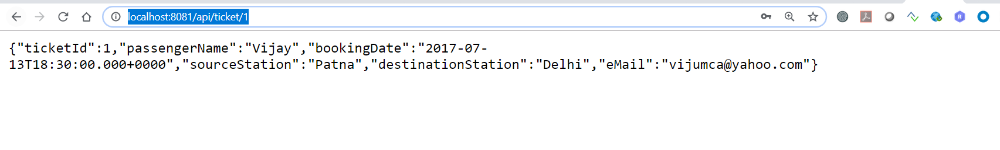 localhost:8081/api/ticket/1
R
{"ticketId":1,"passengerName":"Vijay","bookingDate":"2017-07-
13T18:30:00.000+0000","sourceStation":"Patna","destinationStation":"Delhi","eMail":"vijumca@yahoo.com"}